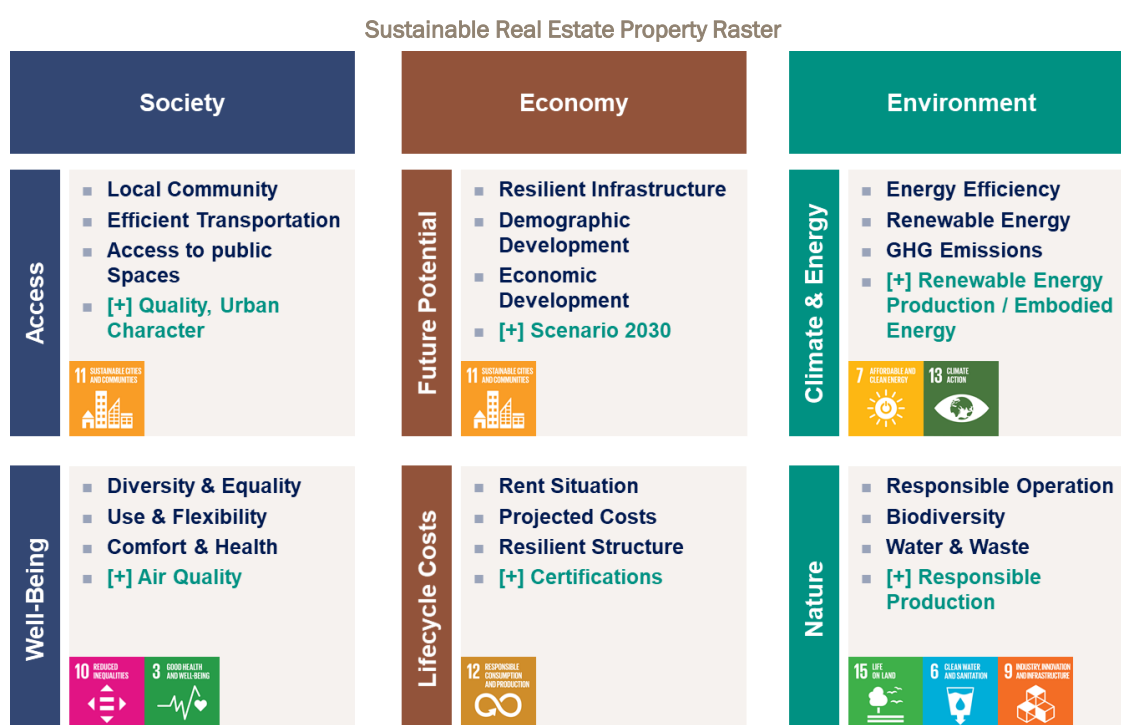 Sustainable Real Estate Property Raster
Society
Economy
Environment
Access
Local Community
Efficient Transportation
Access to public
Spaces
[+] Quality, Urban
Character
11 SUSTAINABLE CITIES
AND COMMUNITIES
Future Potential
Resilient Infrastructure
Demographic
Development
Economic
Development
[+] Scenario 2030
11 SUSTAINABLE CITIES
AND COMMUNITIES
Climate & Energy
Energy Efficiency
Renewable Energy
GHG Emissions
[+] Renewable Energy
Production / Embodied
Energy
7 AFFORDABLE AND
CLEAN ENERGY
13 CLIMATE
ACTION
Well-Being
Diversity & Equality
Use & Flexibility
Comfort & Health
[+] Air Quality
10 REDUCED
INEQUALITIES
3 GOOD HEALTH
AND WELL-BEING
Lifecycle Costs
Rent Situation
Projected Costs
Resilient Structure
[+] Certifications
12 RESPONSIBLE
CONSUMPTION
AND PRODUCTION
Nature
Responsible Operation
Biodiversity
Water & Waste
[+] Responsible
Production
15 LIFE
ON LAND
6 CLEAN WATER
AND SANITATION
9 INDUSTRY, INNOVATION
AND INFRASTRUCTURE